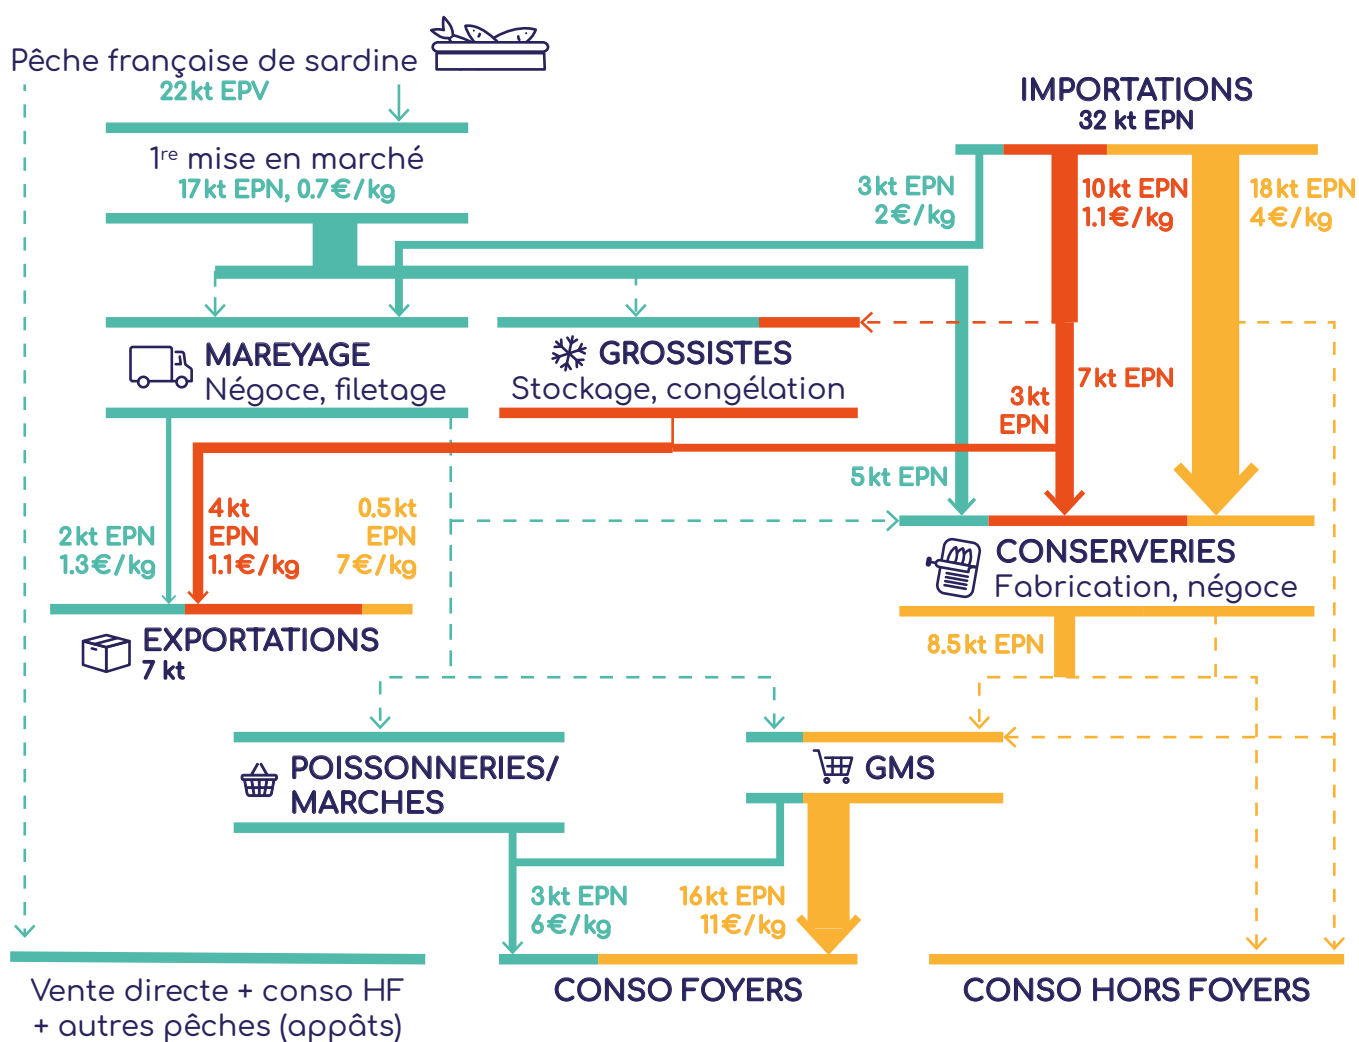 Pêche française de sardine
22 kt EPV
IMPORTATIONS
32 kt EPN
1re mise en marché
17 kt EPN, 0.7 €/kg
3 kt EPN
2 €/kg
10 kt EPN
1.1 €/kg
18 kt EPN
4 €/kg
MAREYAGE
Négoce, filetage
GROSSISTES
Stockage, congélation
7 kt EPN
3 kt
EPN
5 kt EPN
2 kt EPN
1.3 €/kg
4 kt
EPN
1.1 €/kg
0.5 kt
EPN
7 €/kg
CONSERVERIES
Fabrication, négoce
EXPORTATIONS
7 kt
8.5 kt EPN
POISSONNERIES/
MARCHES
GMS
3 kt EPN
6 €/kg
16 kt EPN
11 €/kg
Vente directe + conso HF
+ autres pêches (appâts)
CONSO FOYERS
CONSO HORS FOYERS